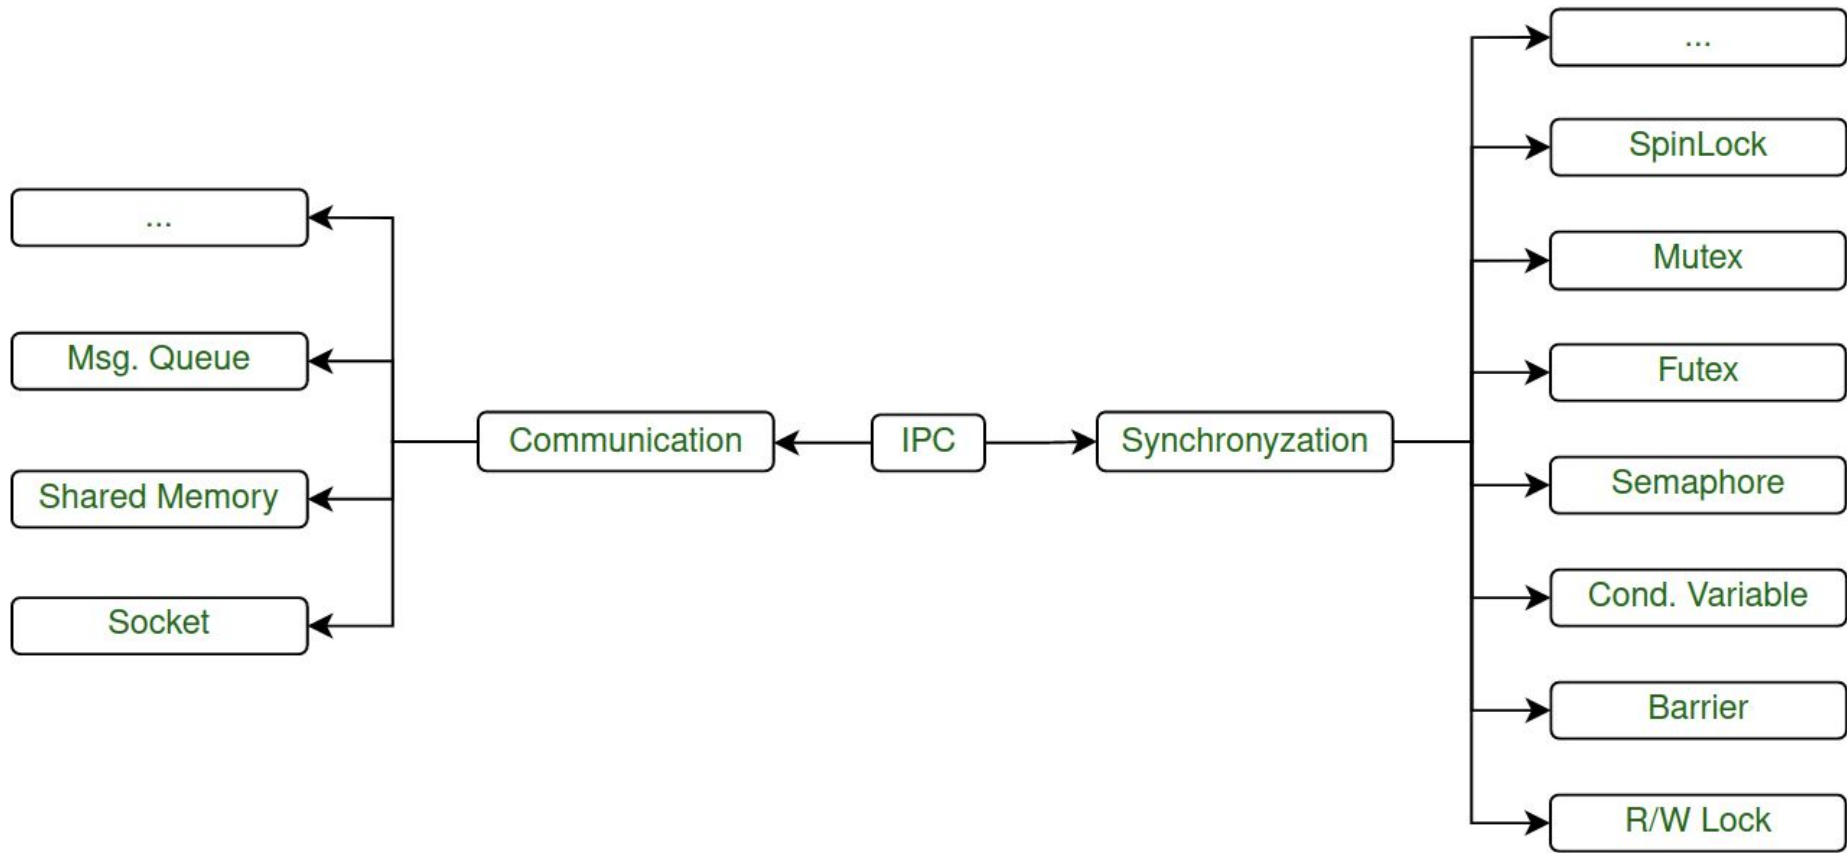 ...
Msg. Queue
Shared Memory
Socket
Communication
IPC
Synchronyzation
...
SpinLock
Mutex
Futex
Semaphore
Cond. Variable
Barrier
R/W Lock